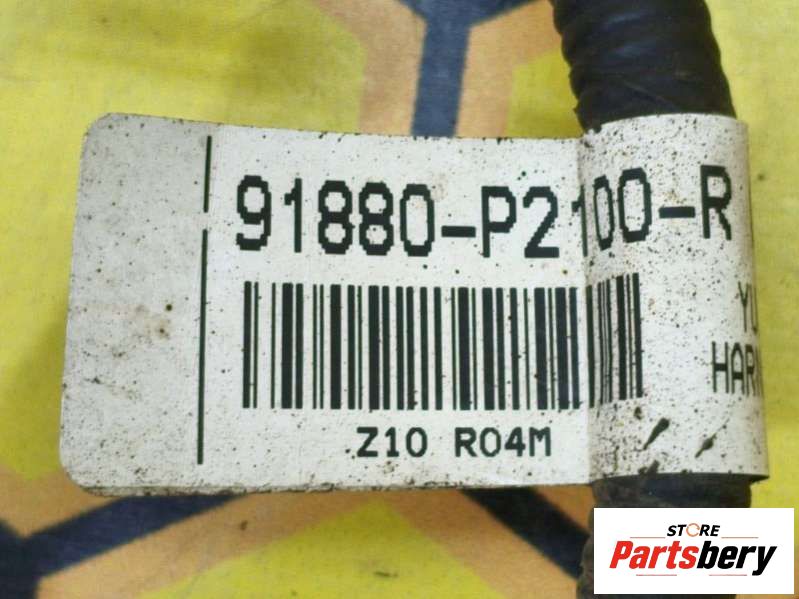 91880-P2100-R
Z10 R04M
STORE
Partsbery